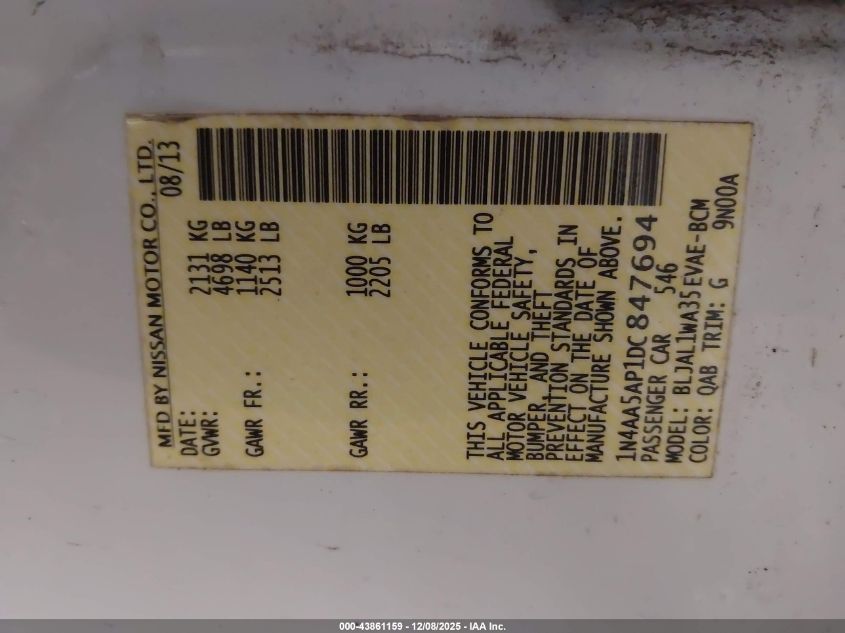 MFD BY NISSAN MOTOR CO., LTD.
DATE: 08/13
GVWR: 2131 KG
4698 LB
GAWR FR.: 1140 KG
2513 LB
GAWR RR.: 1000 KG
2205 LB
THIS VEHICLE CONFORMS TO
ALL APPLICABLE FEDERAL
MOTOR VEHICLE SAFETY,
BUMPER, AND THEFT
PREVENTION STANDARDS IN
EFFECT ON THE DATE OF
MANUFACTURE SHOWN ABOVE.
1N4AA5AP1DC847694
PASSENGER CAR 546
MODEL: BLJAL1WA35EVAE-BCM
COLOR: QAB TRIM: G 9N00A
000-43861159 - 12/08/2025 - IAA Inc.